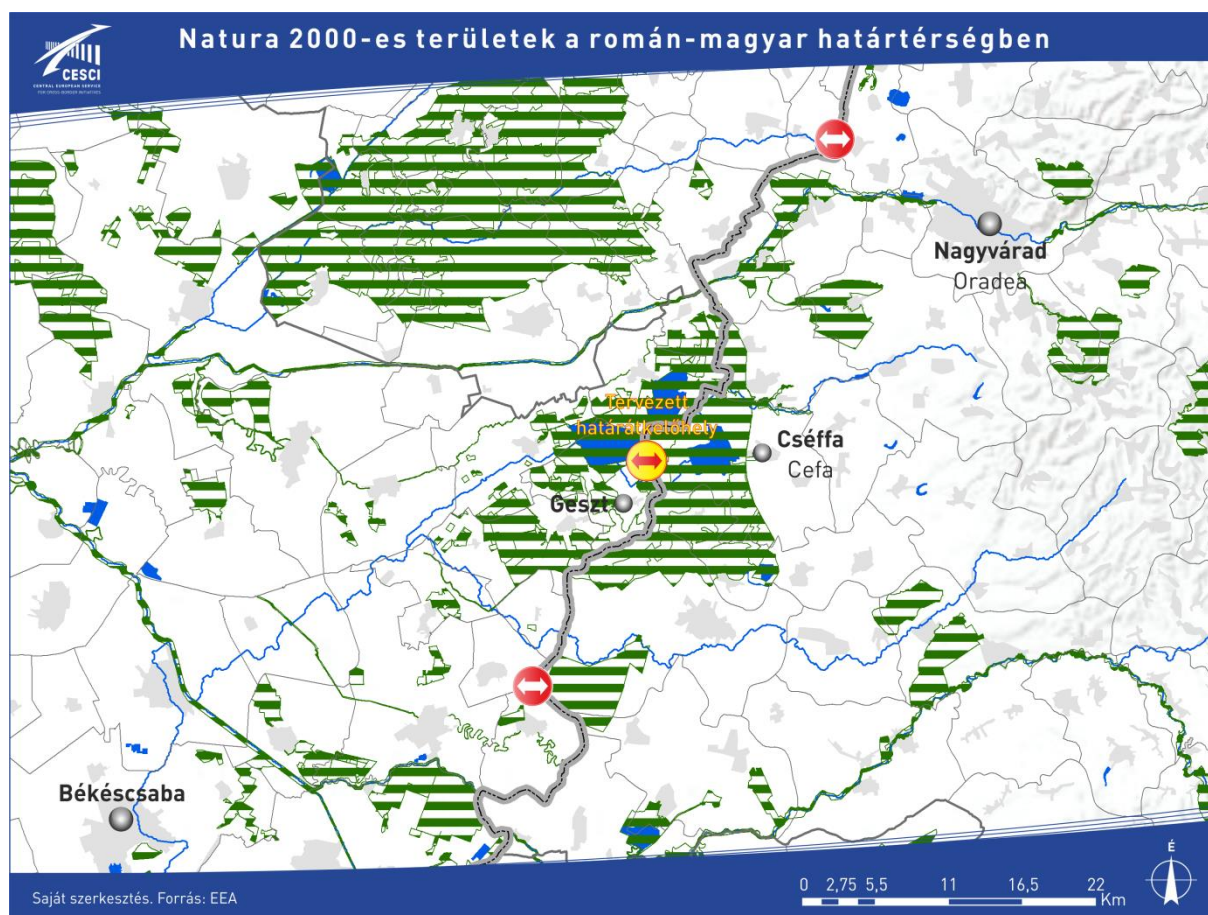 Natura 2000-es területek a román-magyar határtérségben
CESCI
CENTRAL EUROPEAN SERVICE
FOR CROSS-BORDER INITIATIVES
Nagyvárad
Oradea
Tervezett
határátkelőhely
Cséffa
Cefa
Geszt
Békéscsaba
Saját szerkesztés. Forrás: EEA
0 2,75 5,5 11 16,5 22
Km
É